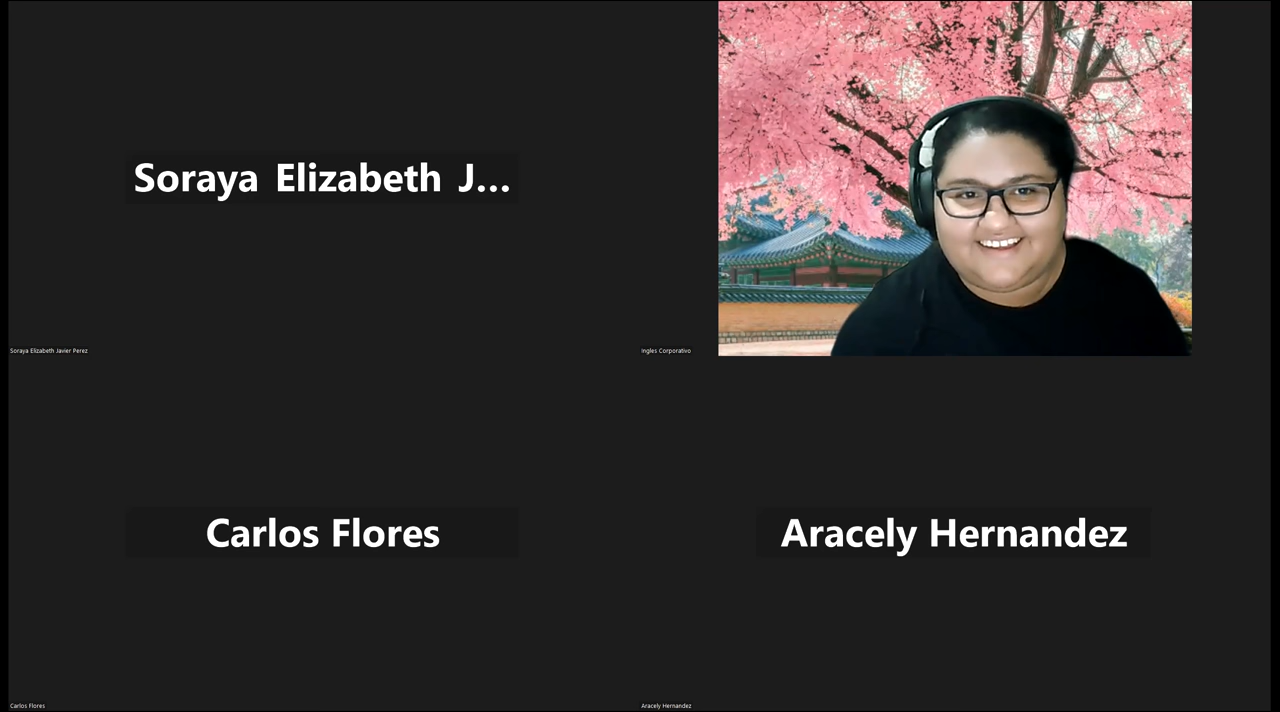 Soraya Elizabeth J...
Soraya Elizabeth Javier Perez
Ingles Corporativo
Carlos Flores
Aracely Hernandez
Carlos Flores
Aracely Hernandez